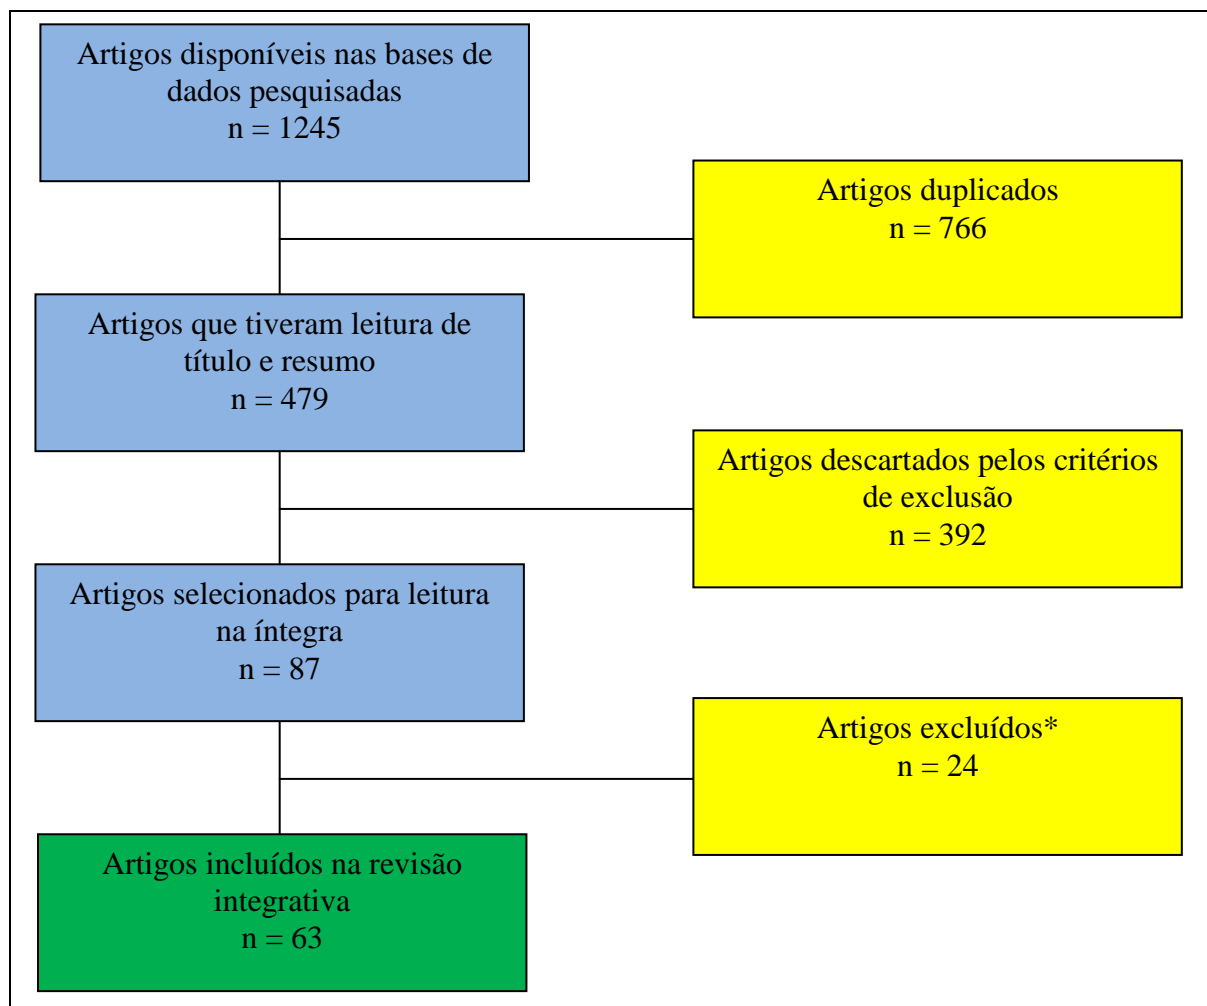 Artigos disponíveis nas bases de
dados pesquisadas
n = 1245
Artigos duplicados
n = 766
Artigos que tiveram leitura de
título e resumo
n = 479
Artigos descartados pelos critérios
de exclusão
n = 392
Artigos selecionados para leitura
na íntegra
n = 87
Artigos excluídos*
n = 24
Artigos incluídos na revisão
integrativa
n = 63